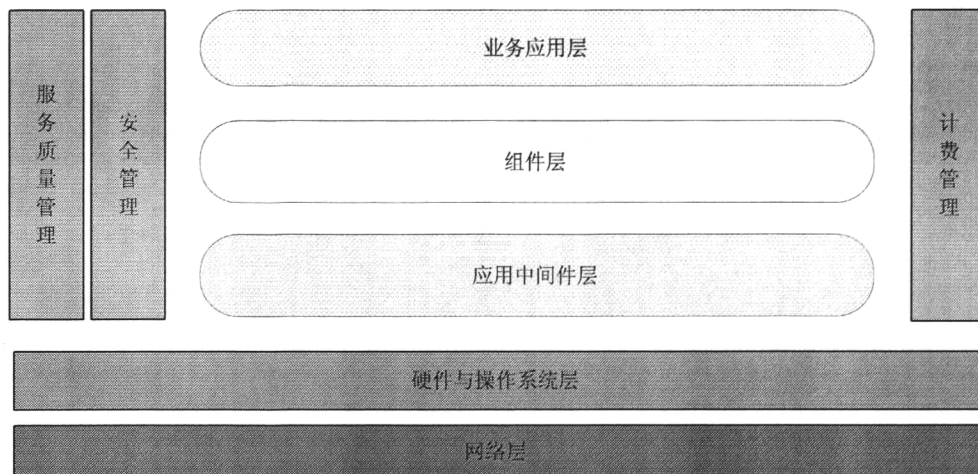 服务质量管理
安全管理
业务应用层
组件层
应用中间件层
计费管理
硬件与操作系统层
网络层